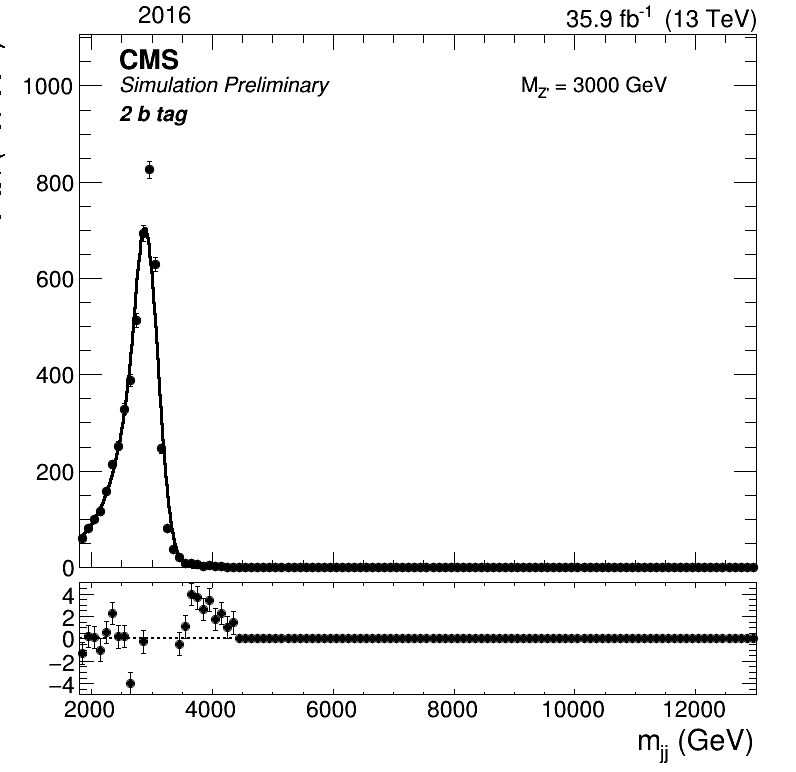 2016 35.9 fb⁻¹ (13 TeV)
CMS
Simulation Preliminary
M_Z' = 3000 GeV
2 b tag
1000
800
600
400
200
0
4
2
0
−2
−4
2000 4000 6000 8000 10000 12000
m_jj (GeV)